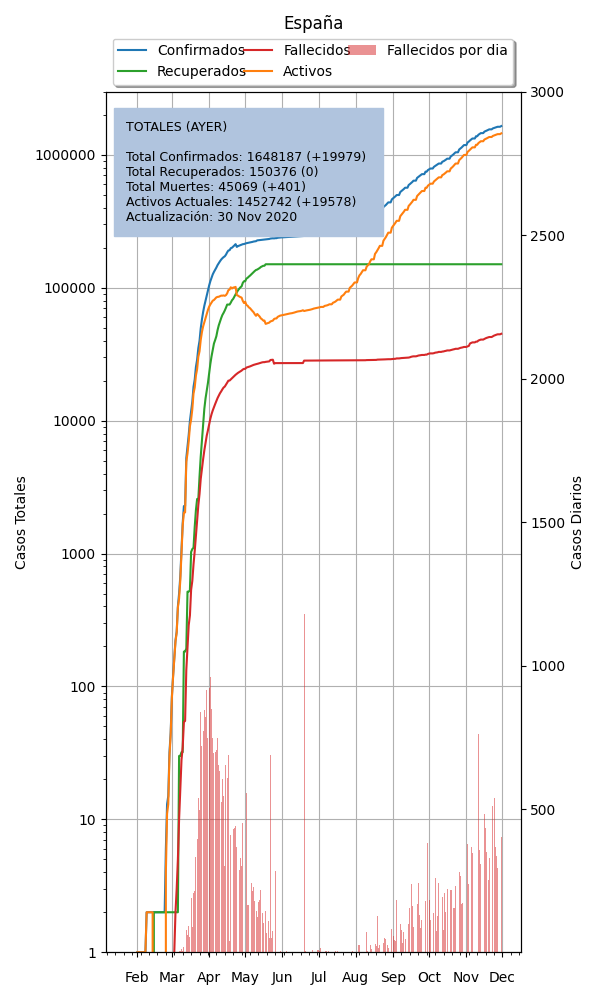 España
Confirmados
Fallecidos
Fallecidos por dia
Recuperados
Activos
TOTALES (AYER)
Total Confirmados: 1648187 (+19979)
Total Recuperados: 150376 (0)
Total Muertes: 45069 (+401)
Activos Actuales: 1452742 (+19578)
Actualización: 30 Nov 2020
Casos Totales
1000000
100000
10000
1000
100
10
1
3000
2500
2000
1500
1000
500
Casos Diarios
Feb Mar Apr May Jun Jul Aug Sep Oct Nov Dec